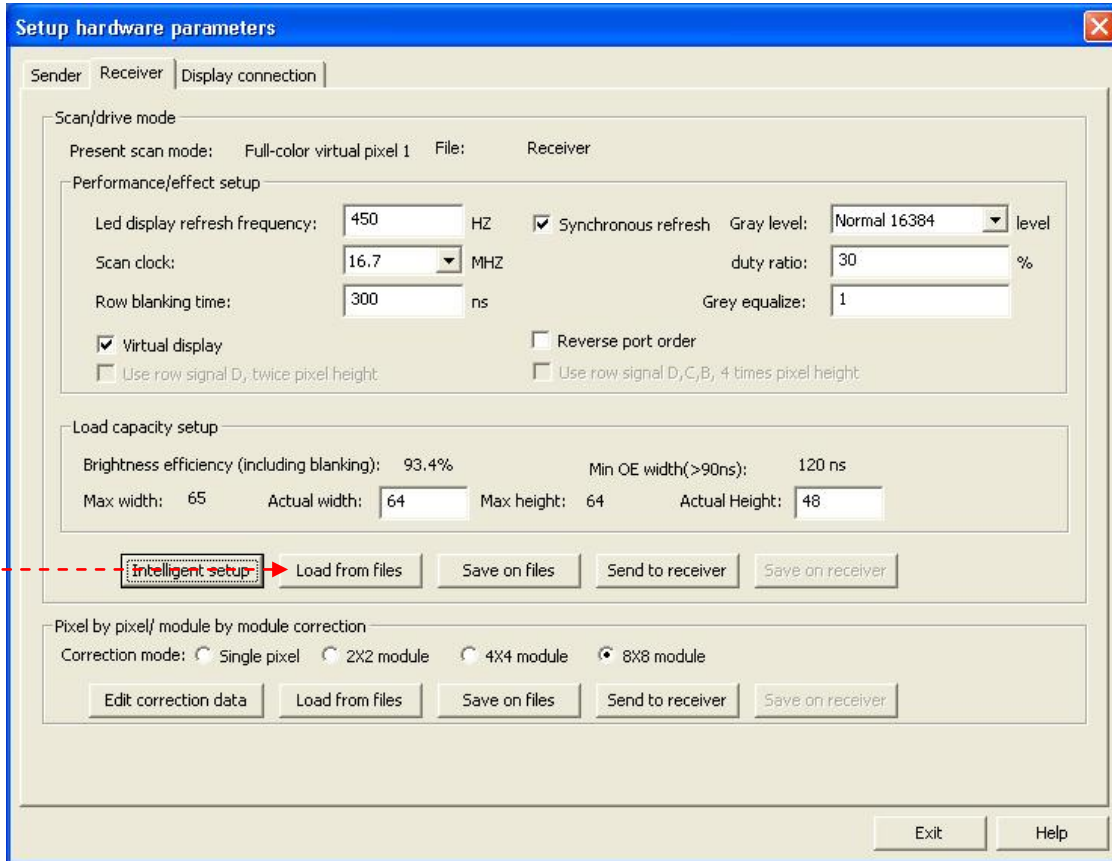 Setup hardware parameters
Sender Receiver Display connection
Scan/drive mode
Present scan mode: Full-color virtual pixel 1 File: Receiver
Performance/effect setup
Led display refresh frequency: 450 HZ Synchronous refresh Gray level: Normal 16384 level
Scan clock: 16.7 MHZ duty ratio: 30 %
Row blanking time: 300 ns Grey equalize: 1
Virtual display Reverse port order
Use row signal D, twice pixel height Use row signal D,C,B, 4 times pixel height
Load capacity setup
Brightness efficiency (including blanking): 93.4% Min OE width(>90ns): 120 ns
Max width: 65 Actual width: 64 Max height: 64 Actual Height: 48
Intelligent setup Load from files Save on files Send to receiver Save on receiver
Pixel by pixel/ module by module correction
Correction mode: Single pixel 2X2 module 4X4 module 8X8 module
Edit correction data Load from files Save on files Send to receiver Save on receiver
Exit Help